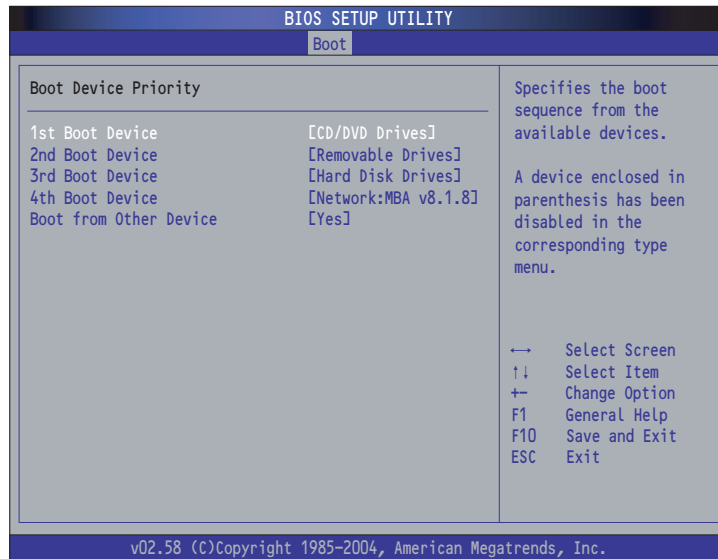 BIOS SETUP UTILITY
Boot
Boot Device Priority
1st Boot Device [CD/DVD Drives]
2nd Boot Device [Removable Drives]
3rd Boot Device [Hard Disk Drives]
4th Boot Device [Network:MBA v8.1.8]
Boot from Other Device [Yes]
Specifies the boot
sequence from the
available devices.
A device enclosed in
parenthesis has been
disabled in the
corresponding type
menu.
←→ Select Screen
↑↓ Select Item
+- Change Option
F1 General Help
F10 Save and Exit
ESC Exit
v02.58 (C)Copyright 1985-2004, American Megatrends, Inc.